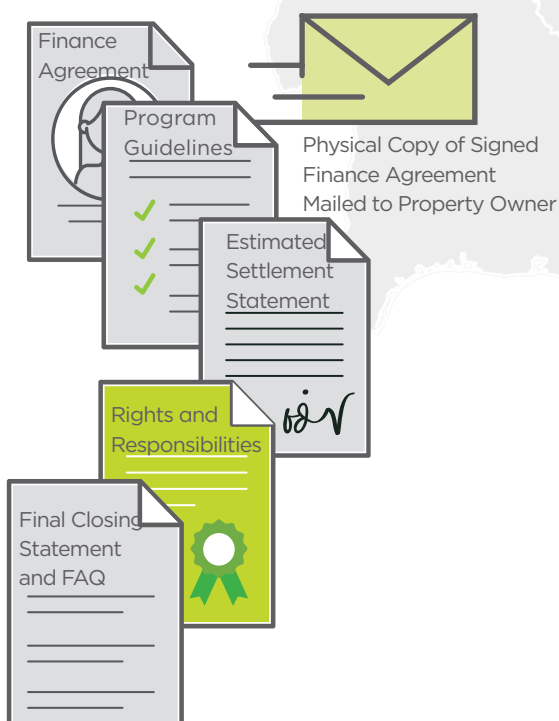 Finance
Agreement
Program
Guidelines
Physical Copy of Signed
Finance Agreement
Mailed to Property Owner
Estimated
Settlement
Statement
Rights and
Responsibilities
Final Closing
Statement
and FAQ